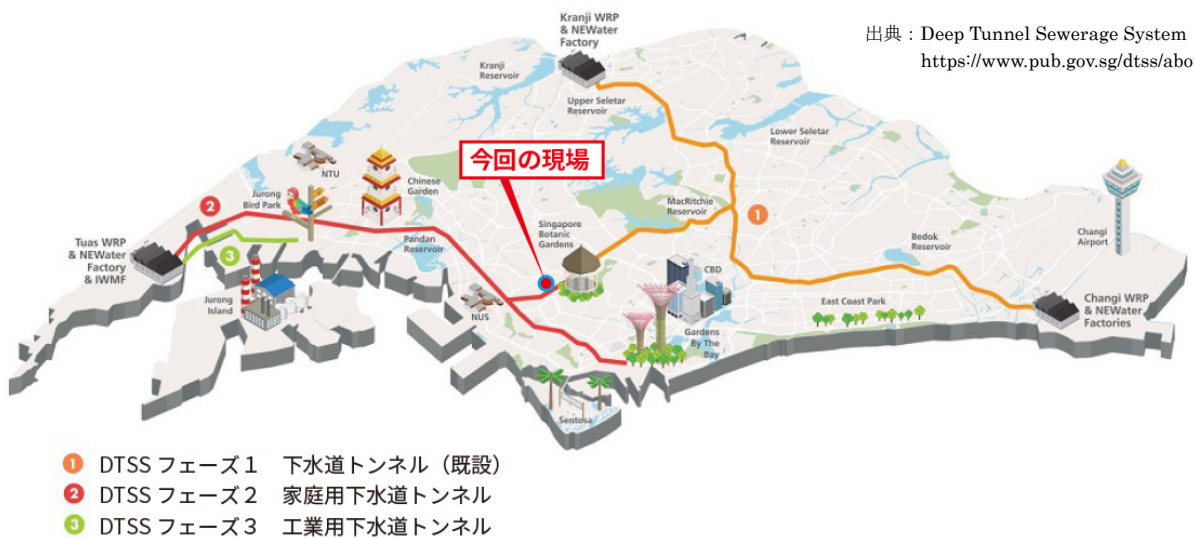 Kranji WRP
& NEWater
Factory
出典：Deep Tunnel Sewerage System
https://www.pub.gov.sg/dtss/abo
Kranji
Reservoir
Upper Seletar
Reservoir
Lower Seletar
Reservoir
今回の現場
NTU
Jurong
Bird Park
Chinese
Garden
MacRitchie
Reservoir
Singapore
Botanic
Gardens
2
1
3
Pandan
Reservoir
Bedok
Reservoir
Changi
Airport
Tuas WRP
& NEWater
Factory
& IWMF
Jurong
Island
NUS
CBD
East Coast Park
Gardens
By The
Bay
Changi WRP
& NEWater
Factories
Sentosa
1 DTSS フェーズ１ 下水道トンネル（既設）
2 DTSS フェーズ２ 家庭用下水道トンネル
3 DTSS フェーズ３ 工業用下水道トンネル